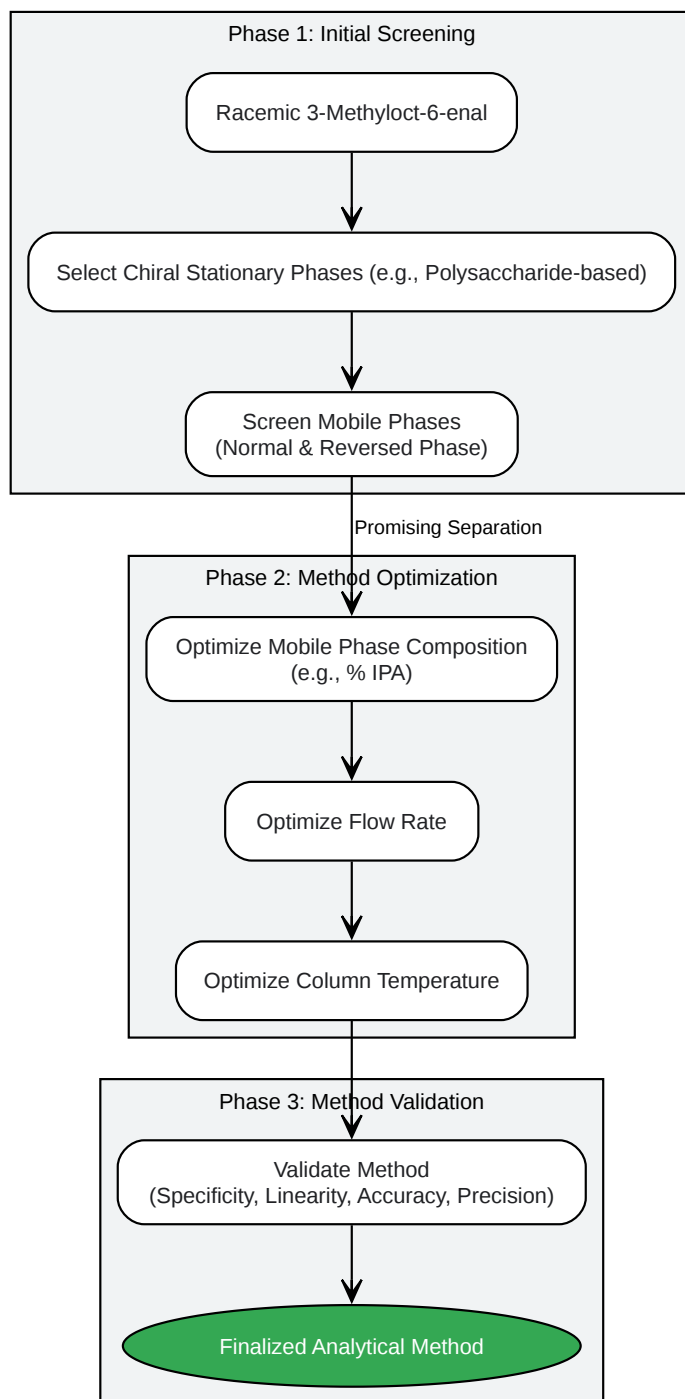 Phase 1: Initial Screening
Racemic 3-Methyloct-6-enal
Select Chiral Stationary Phases (e.g., Polysaccharide-based)
Screen Mobile Phases
(Normal & Reversed Phase)
Promising Separation
Phase 2: Method Optimization
Optimize Mobile Phase Composition
(e.g., % IPA)
Optimize Flow Rate
Optimize Column Temperature
Phase 3: Method Validation
Validate Method
(Specificity, Linearity, Accuracy, Precision)
Finalized Analytical Method